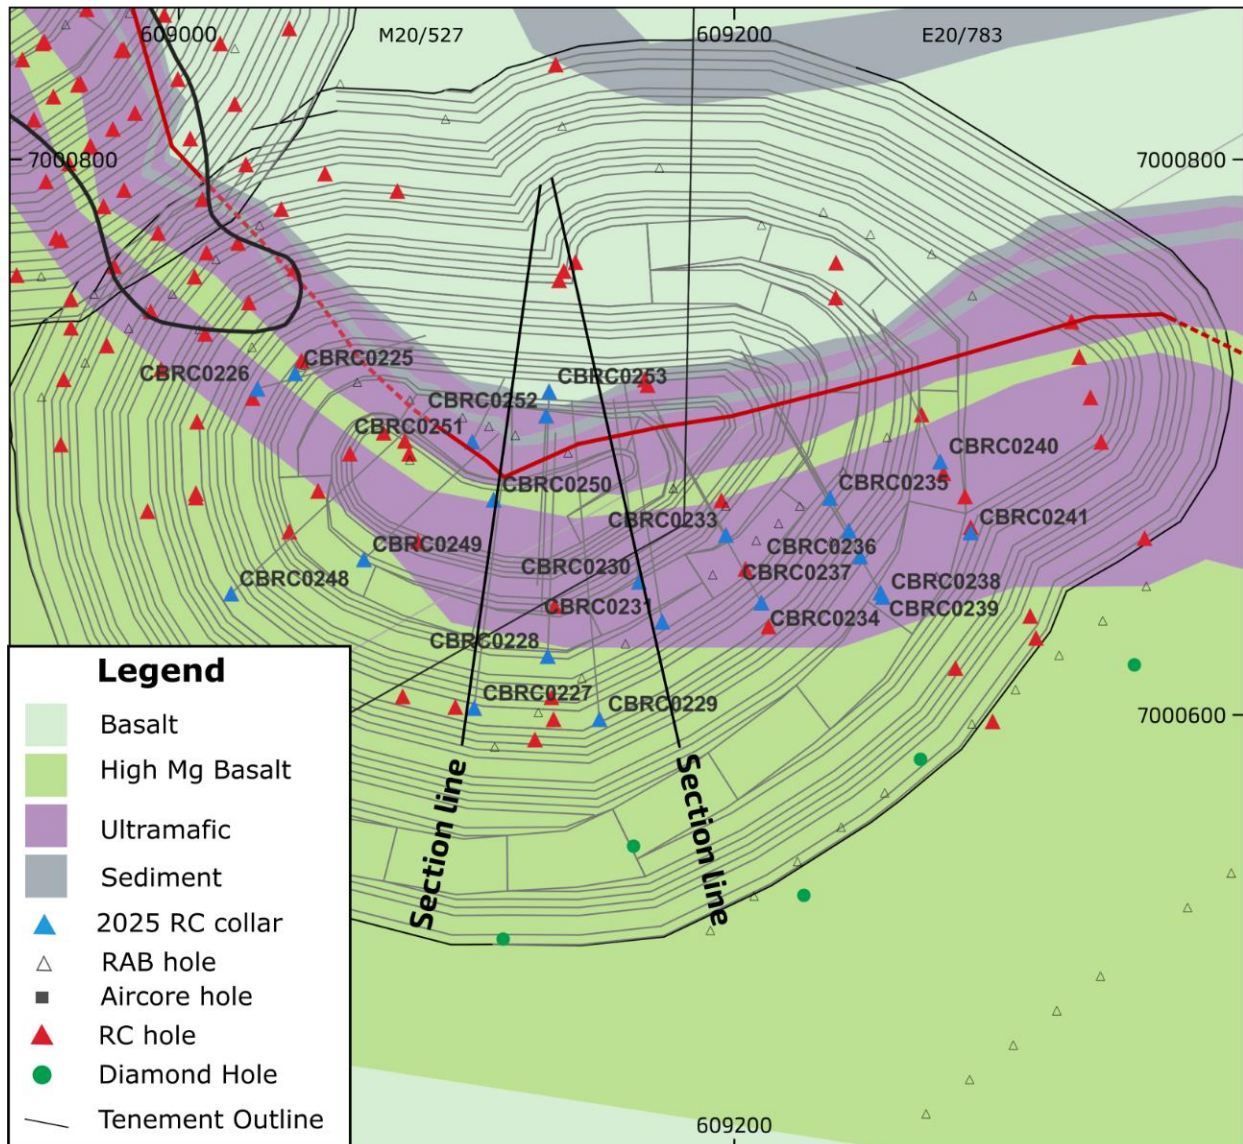 609000
M20/527
609200
E20/783
7000800
7000800
CBRC0225
CBRC0226
CBRC0253
CBRC0252
CBRC0251
CBRC0240
CBRC0250
CBRC0235
CBRC0233
CBRC0241
CBRC0249
CBRC0236
CBRC0230
CBRC0237
CBRC0248
CBRC0238
CBRC0231
CBRC0239
CBRC0234
CBRC0228
CBRC0227
CBRC0229
7000600
Section line
Section line
Legend
Basalt
High Mg Basalt
Ultramafic
Sediment
2025 RC collar
RAB hole
Aircore hole
RC hole
Diamond Hole
Tenement Outline
609200